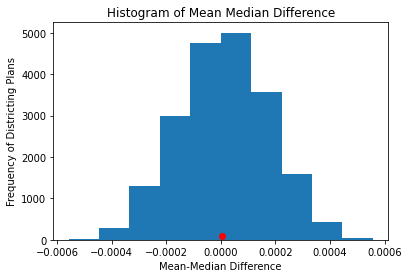 Histogram of Mean Median Difference
Frequency of Districting Plans
5000
4000
3000
2000
1000
0
−0.0006 −0.0004 −0.0002 0.0000 0.0002 0.0004 0.0006
Mean-Median Difference